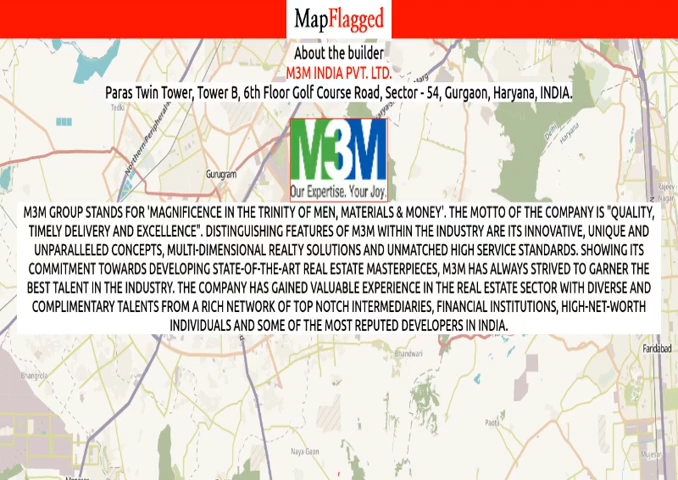 MapFlagged
About the builder
M3M INDIA PVT. LTD.
Paras Twin Tower, Tower B, 6th Floor Golf Course Road, Sector - 54, Gurgaon, Haryana, INDIA.
M3M
Our Expertise. Your Joy.
M3M GROUP STANDS FOR 'MAGNIFICENCE IN THE TRINITY OF MEN, MATERIALS & MONEY'. THE MOTTO OF THE COMPANY IS "QUALITY,
TIMELY DELIVERY AND EXCELLENCE". DISTINGUISHING FEATURES OF M3M WITHIN THE INDUSTRY ARE ITS INNOVATIVE, UNIQUE AND
UNPARALLELED CONCEPTS, MULTI-DIMENSIONAL REALTY SOLUTIONS AND UNMATCHED HIGH SERVICE STANDARDS. SHOWING ITS
COMMITMENT TOWARDS DEVELOPING STATE-OF-THE-ART REAL ESTATE MASTERPIECES, M3M HAS ALWAYS STRIVED TO GARNER THE
BEST TALENT IN THE INDUSTRY. THE COMPANY HAS GAINED VALUABLE EXPERIENCE IN THE REAL ESTATE SECTOR WITH DIVERSE AND
COMPLIMENTARY TALENTS FROM A RICH NETWORK OF TOP NOTCH INTERMEDIARIES, FINANCIAL INSTITUTIONS, HIGH-NET-WORTH
INDIVIDUALS AND SOME OF THE MOST REPUTED DEVELOPERS IN INDIA.
Northern-Peripheral-R
Delhi
Haryana
Gurugram
Faridabad
Bhandwari
Bhangrola
Paota
Naya Gaon